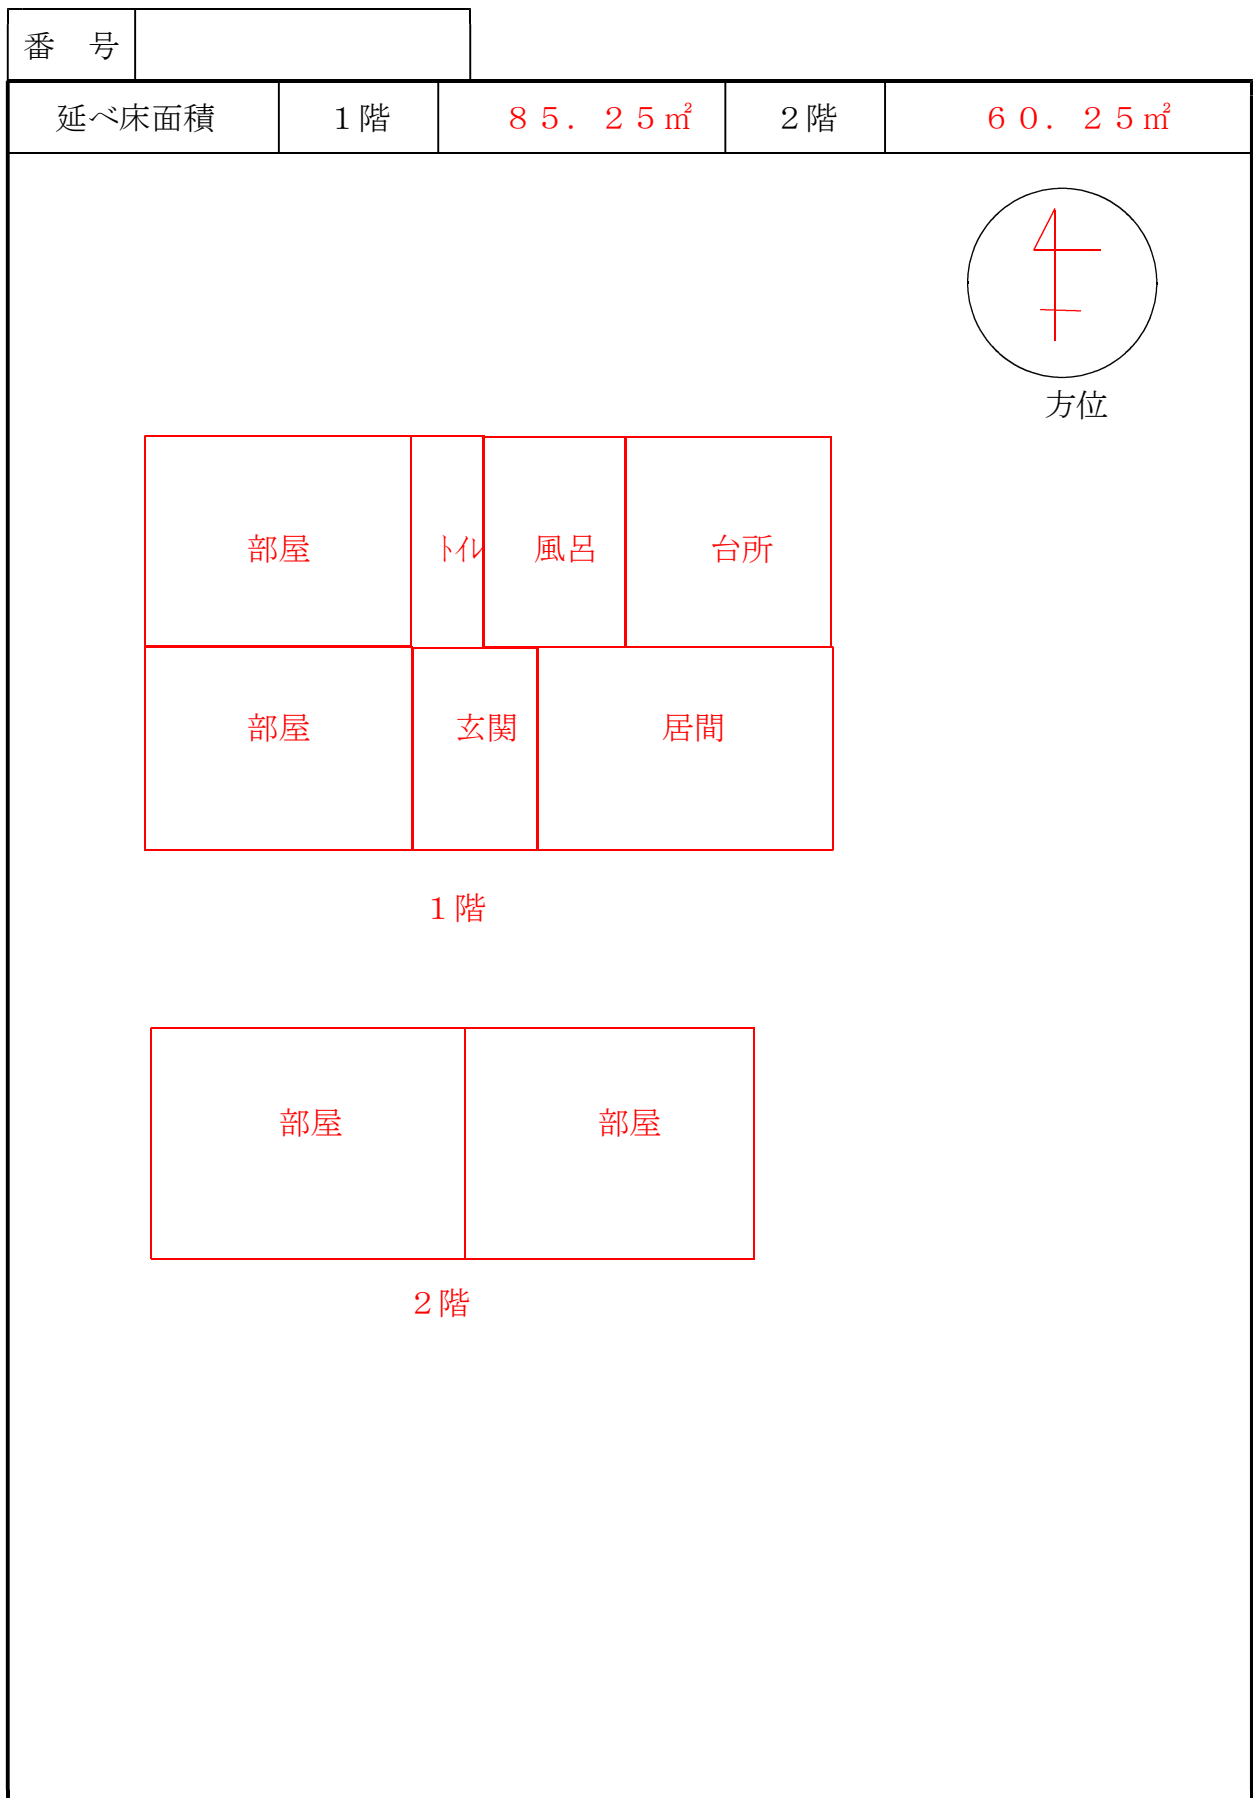 番　号
延べ床面積　１階　８５．２５㎡　２階　６０．２５㎡
方位
部屋　ﾄｲﾚ　風呂　台所
部屋　玄関　居間
１階
部屋　部屋
２階